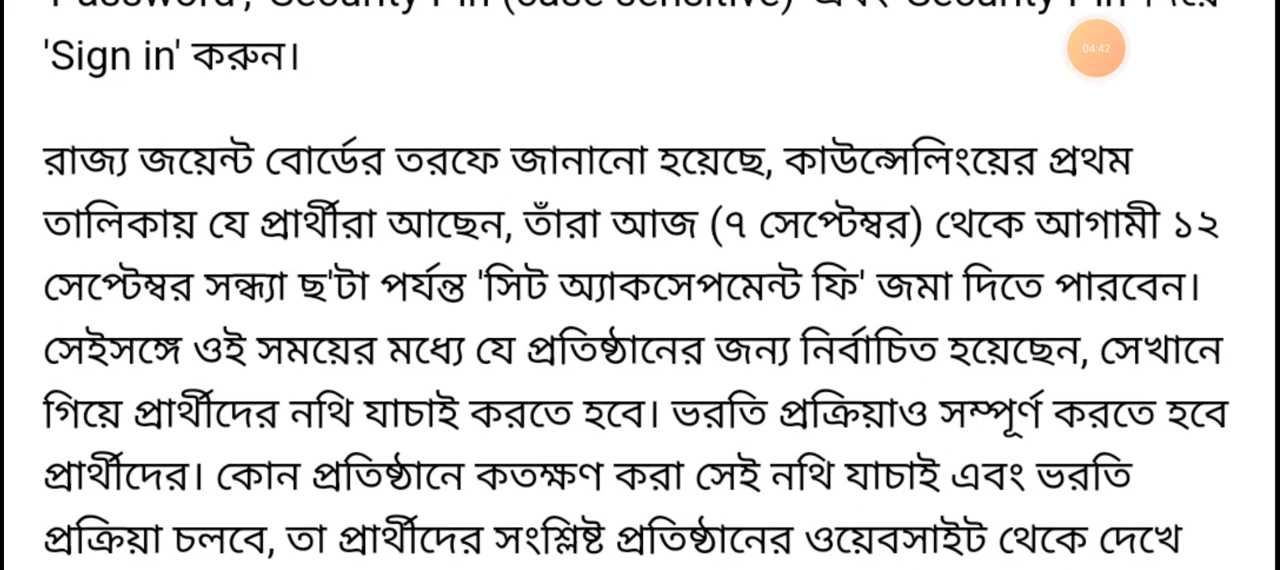 'Sign in' করুন।
04:42
রাজ্য জয়েন্ট বোর্ডের তরফে জানানো হয়েছে, কাউন্সেলিংয়ের প্রথম
তালিকায় যে প্রার্থীরা আছেন, তাঁরা আজ (৭ সেপ্টেম্বর) থেকে আগামী ১২
সেপ্টেম্বর সন্ধ্যা ছ'টা পর্যন্ত 'সিট অ্যাকসেপমেন্ট ফি' জমা দিতে পারবেন।
সেইসঙ্গে ওই সময়ের মধ্যে যে প্রতিষ্ঠানের জন্য নির্বাচিত হয়েছেন, সেখানে
গিয়ে প্রার্থীদের নথি যাচাই করতে হবে। ভরতি প্রক্রিয়াও সম্পূর্ণ করতে হবে
প্রার্থীদের। কোন প্রতিষ্ঠানে কতক্ষণ করা সেই নথি যাচাই এবং ভরতি
প্রক্রিয়া চলবে, তা প্রার্থীদের সংশ্লিষ্ট প্রতিষ্ঠানের ওয়েবসাইট থেকে দেখে